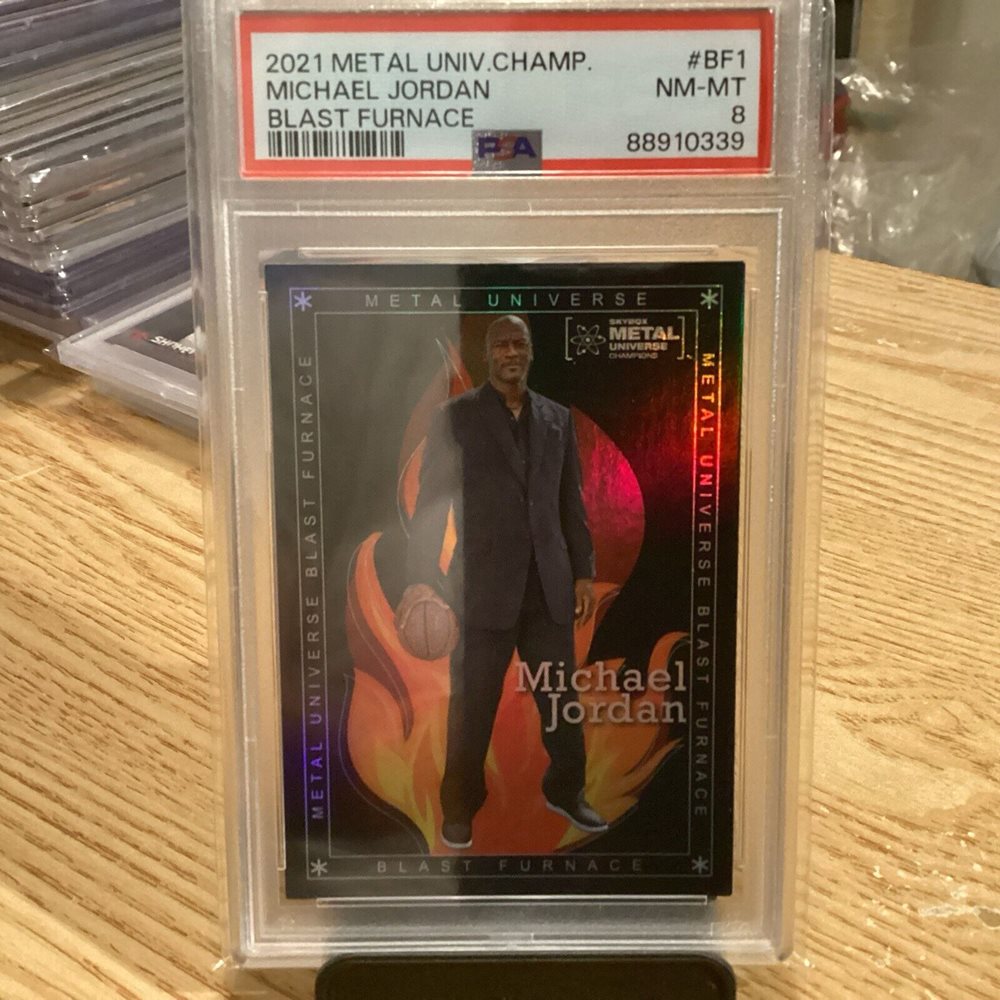 2021 METAL UNIV.CHAMP.
#BF1
MICHAEL JORDAN
NM-MT
BLAST FURNACE
8
PSA
88910339
METAL UNIVERSE
SKYBOX
METAL
UNIVERSE
CHAMPIONS
METAL UNIVERSE BLAST FURNACE
METAL UNIVERSE BLAST FURNACE
Michael
Jordan
BLAST FURNACE